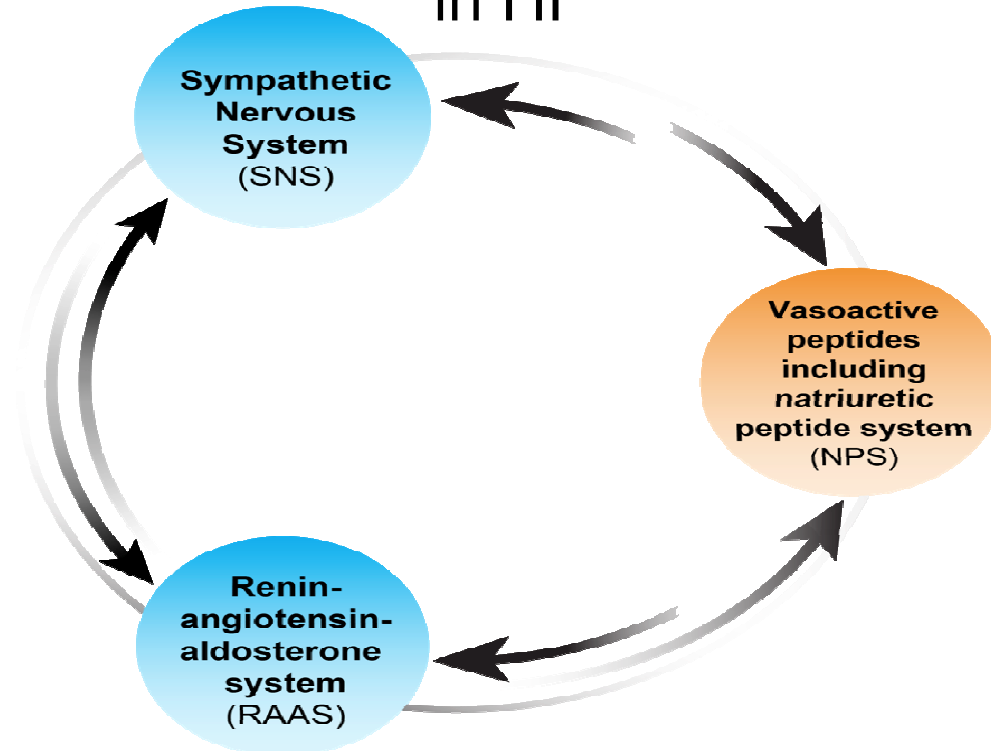 Sympathetic
Nervous
System
(SNS)
Vasoactive
peptides
including
natriuretic
peptide system
(NPS)
Renin-
angiotensin-
aldosterone
system
(RAAS)